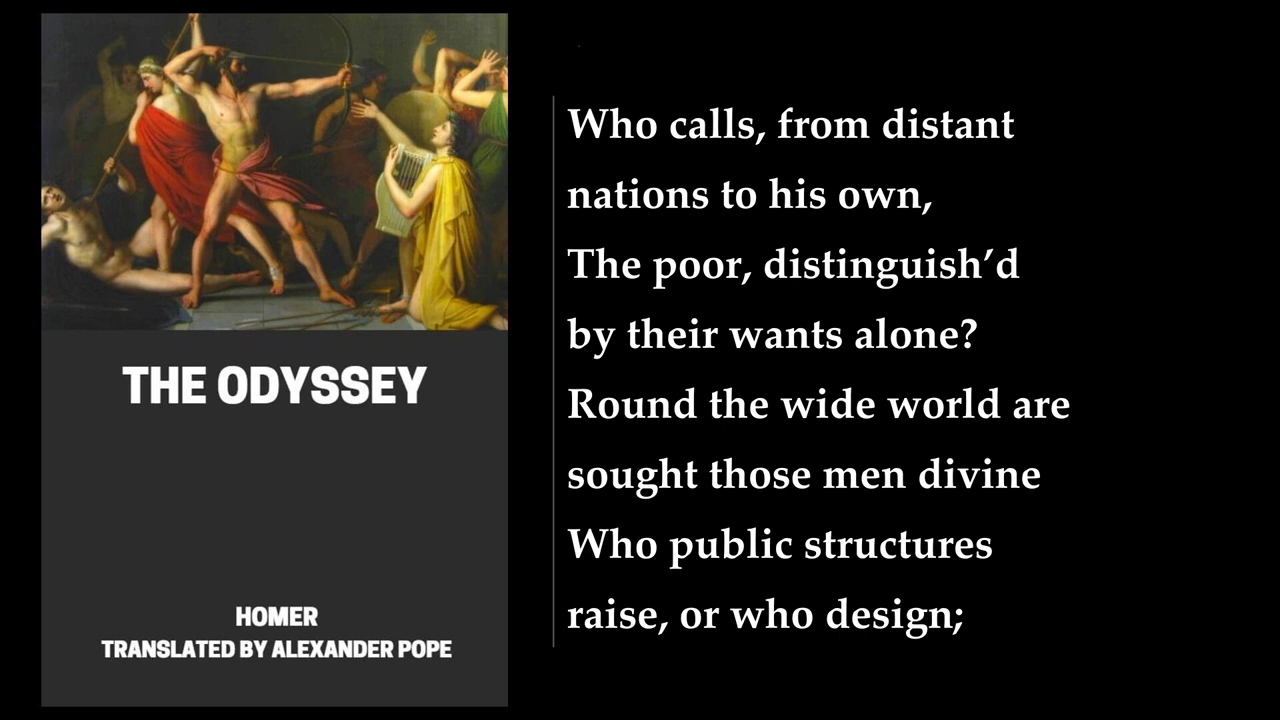 THE ODYSSEY
HOMER
TRANSLATED BY ALEXANDER POPE
Who calls, from distant
nations to his own,
The poor, distinguish’d
by their wants alone?
Round the wide world are
sought those men divine
Who public structures
raise, or who design;